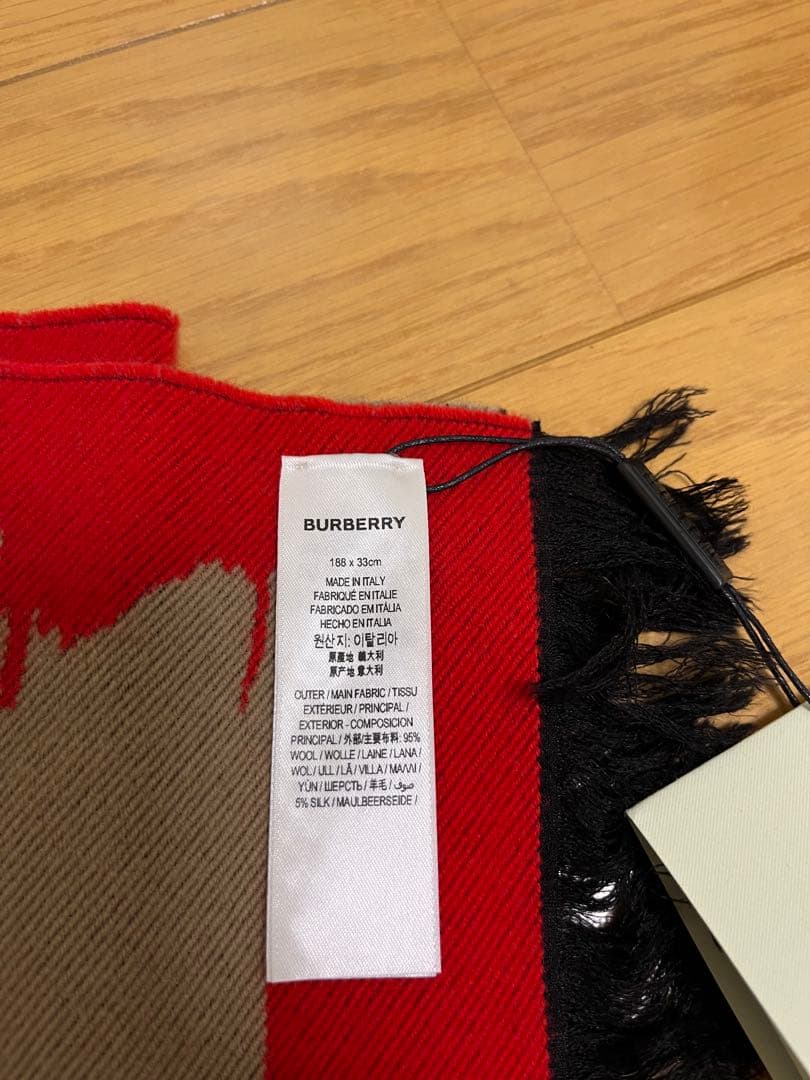 BURBERRY
188 x 33cm
MADE IN ITALY
FABRIQUÉ EN ITALIE
FABRICADO EM ITÁLIA
HECHO EN ITALIA
원산지: 이탈리아
原產地 義大利
原产地 意大利
OUTER / MAIN FABRIC / TISSU
EXTÉRIEUR / PRINCIPAL /
EXTERIOR - COMPOSICION
PRINCIPAL / 外部/主要布料: 95%
WOOL / WOLLE / LAINE / LANA /
WOL / ULL / LÃ / VILLA / ΜΑΛΛΙ /
YÜN / ШЕРСТЬ / 羊毛 / صوف /
5% SILK / MAULBEERSEIDE /